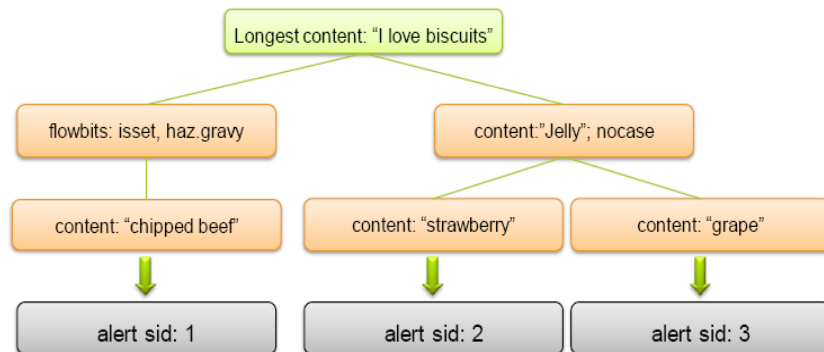 Longest content: “I love biscuits”
flowbits: isset, haz.gravy
content:”Jelly”; nocase
content: “chipped beef”
content: “strawberry”
content: “grape”
alert sid: 1
alert sid: 2
alert sid: 3